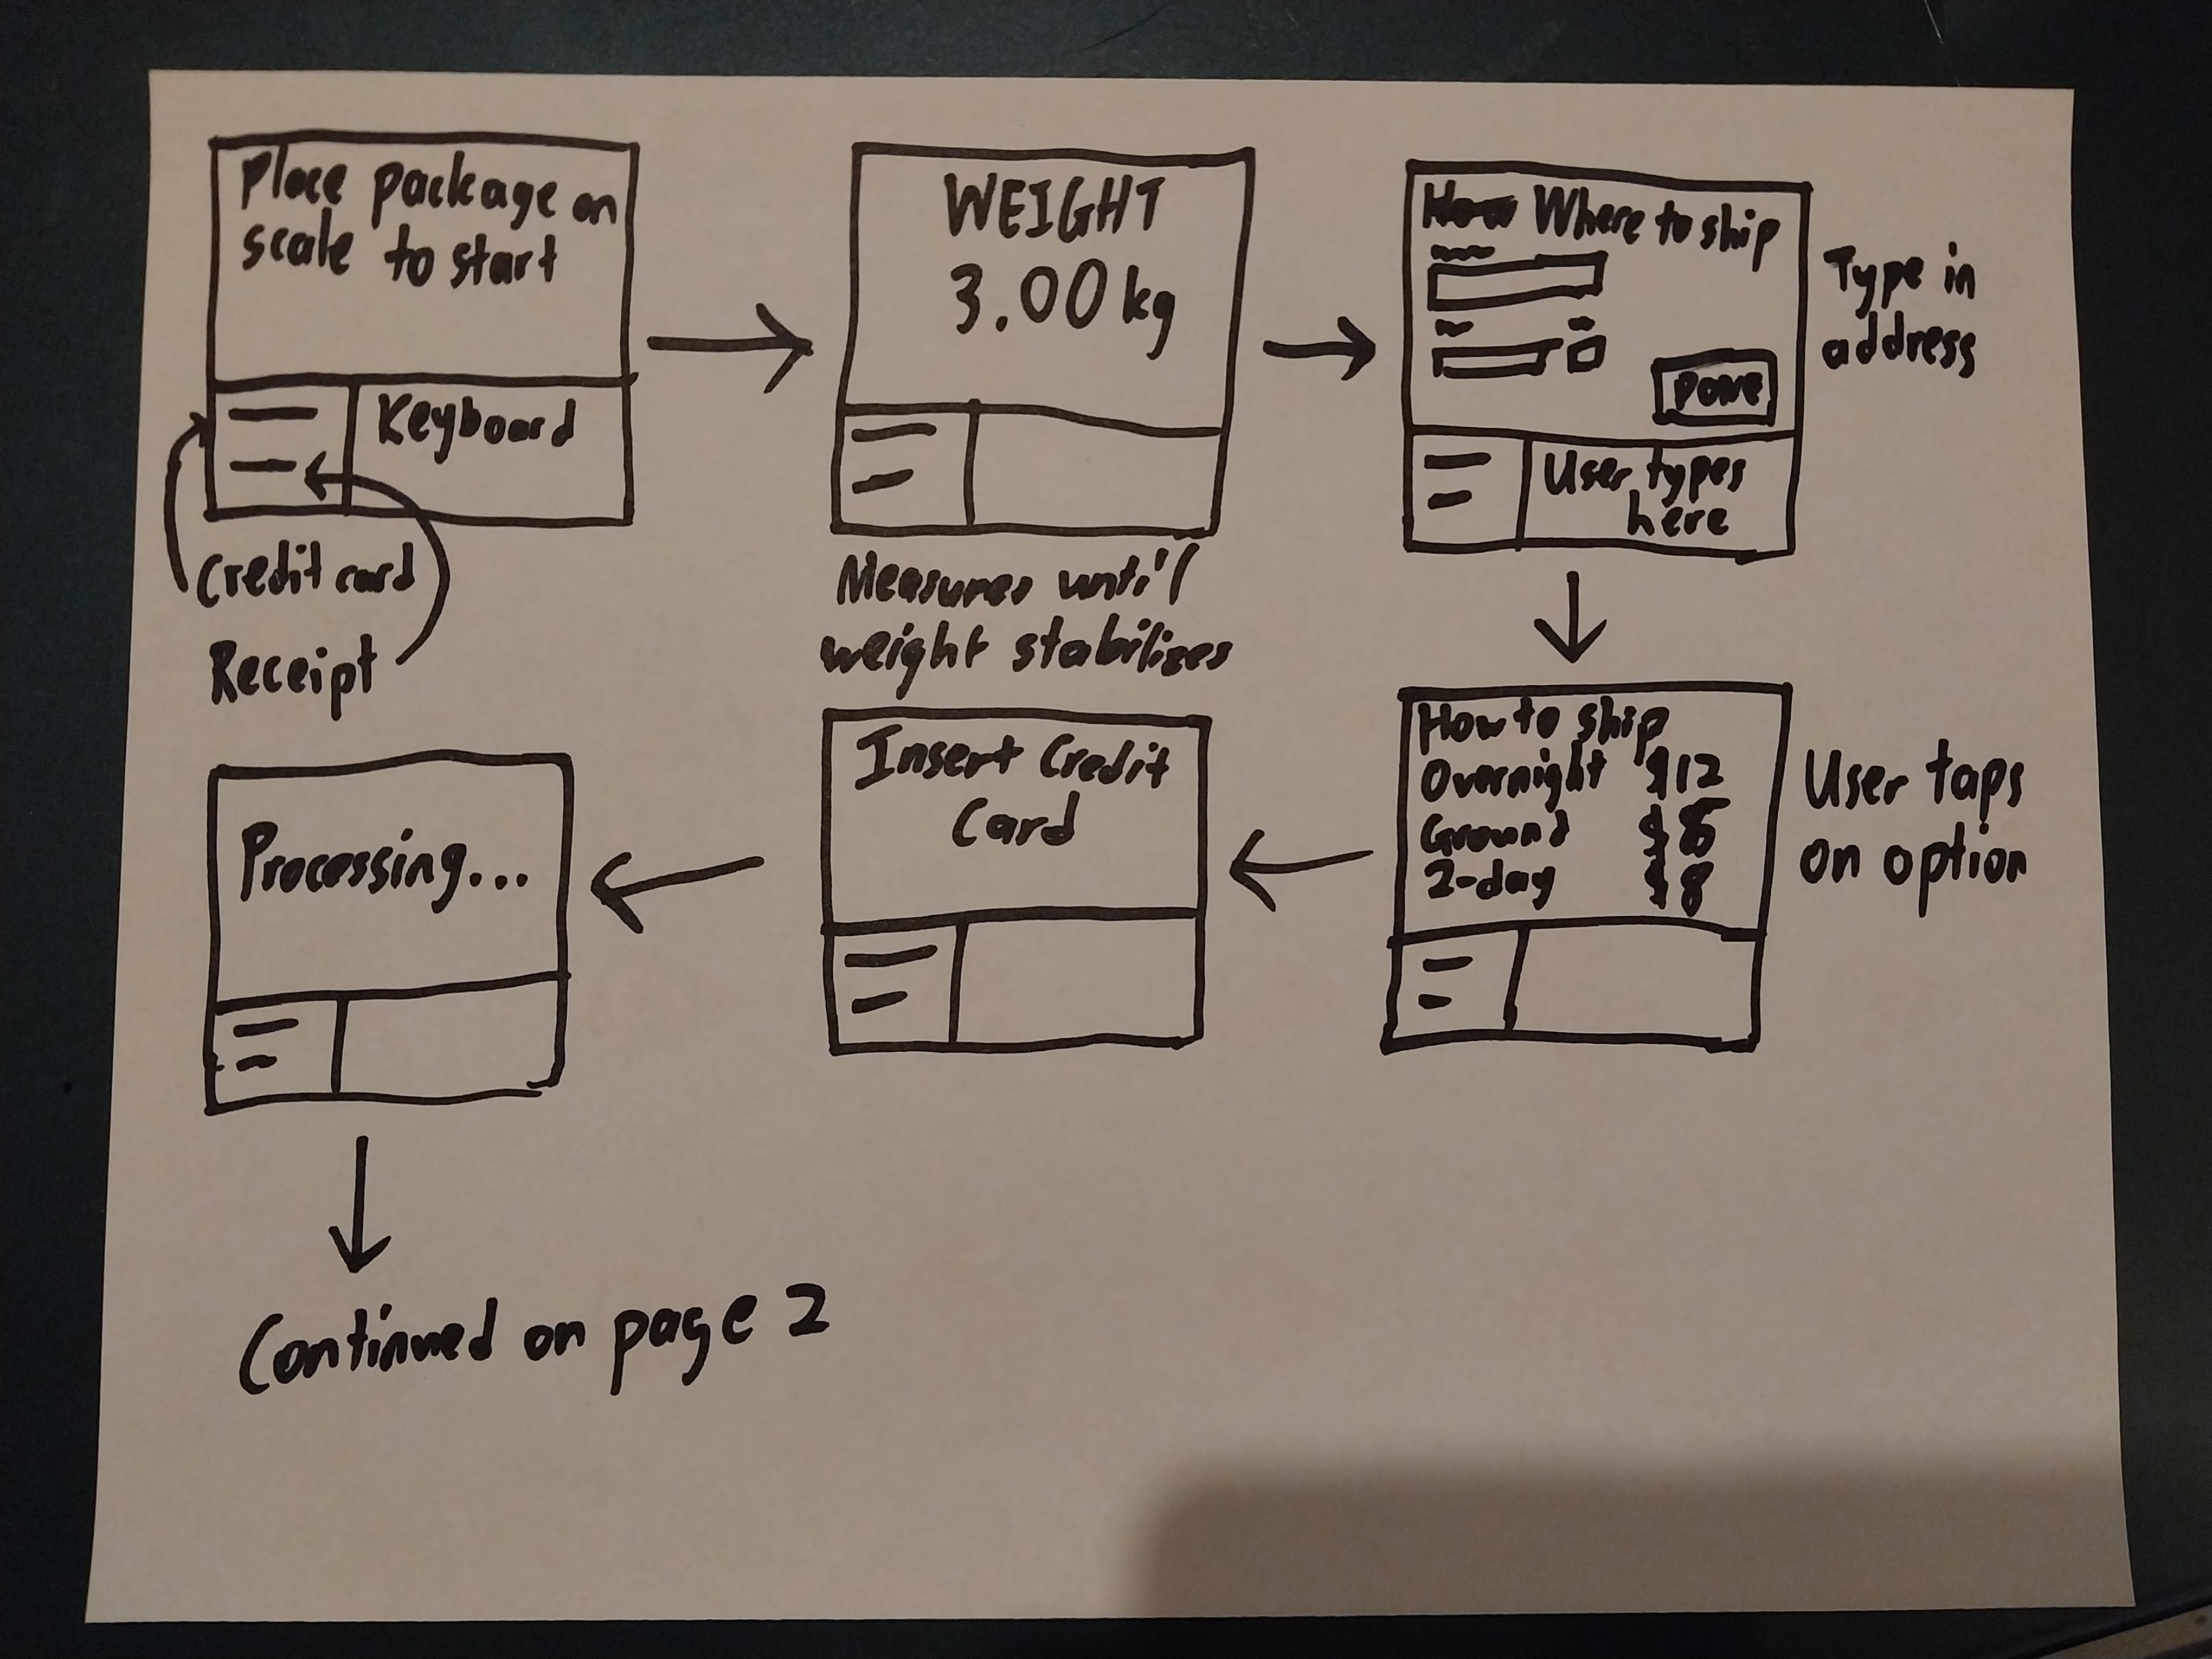 Place Package on
scale to start
Keyboard
Credit card
Receipt
WEIGHT
3.00 kg
Measures until
weight stabilizes
Where to ship
Done
User types
here
Type in
address
How to ship
Overnight $12
Ground $
2-day $8
User taps
on option
Insert Credit
Card
Processing...
Continued on page 2